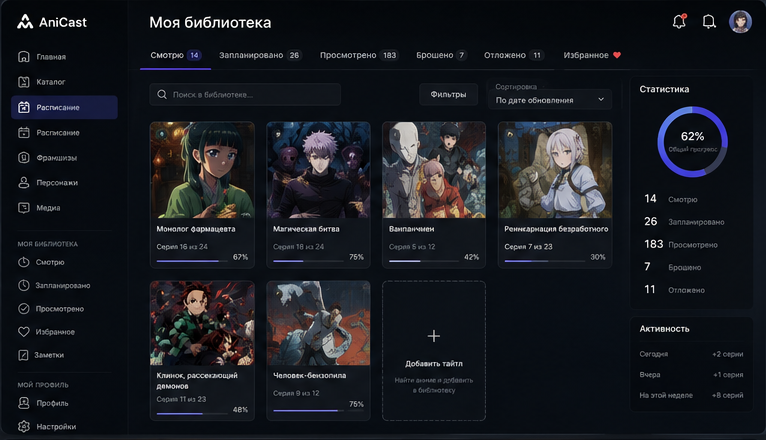 AniCast
Моя библиотека
Главная
Каталог
Расписание
Расписание
Франшизы
Персонажи
Медиа
МОЯ БИБЛИОТЕКА
Смотрю
Запланировано
Просмотрено
Избранное
Заметки
МОЙ ПРОФИЛЬ
Профиль
Настройки
Смотрю 14 Запланировано 26 Просмотрено 183 Брошено 7 Отложено 11 Избранное
Поиск в библиотеке...
Фильтры
Сортировка
По дате обновления
Монолог фармацевта
Серия 16 из 24
67%
Магическая битва
Серия 18 из 24
75%
Ванпанчмен
Серия 5 из 12
42%
Реинкарнация безработного
Серия 7 из 23
30%
Клинок, рассекающий
демонов
Серия 11 из 23
48%
Человек-бензопила
Серия 9 из 12
75%
Добавить тайтл
Найти аниме и добавить
в библиотеку
Статистика
62%
Общий прогресс
14 Смотрю
26 Запланировано
183 Просмотрено
7 Брошено
11 Отложено
Активность
Сегодня +2 серии
Вчера +1 серия
На этой неделе +8 серий